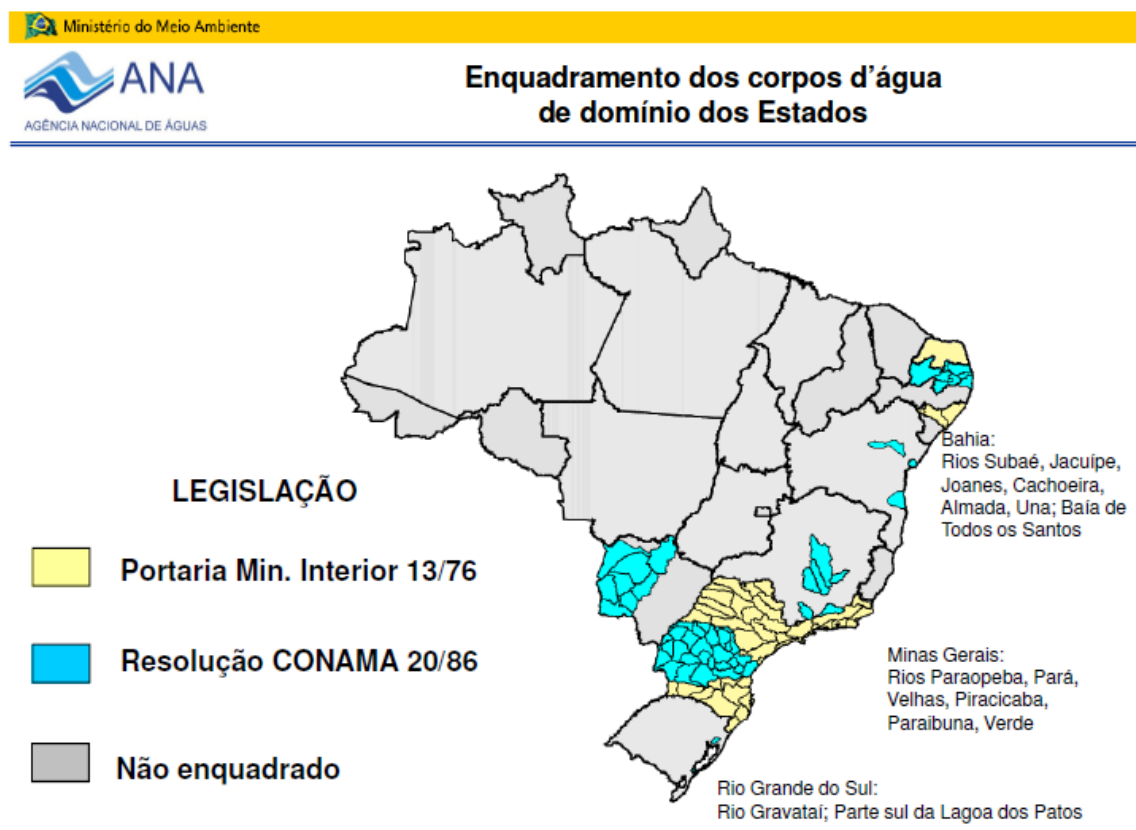 Ministério do Meio Ambiente
ANA
AGÊNCIA NACIONAL DE ÁGUAS
Enquadramento dos corpos d'água
de domínio dos Estados
LEGISLAÇÃO
Portaria Min. Interior 13/76
Resolução CONAMA 20/86
Não enquadrado
Bahia:
Rios Subaé, Jacuípe,
Joanes, Cachoeira,
Almada, Una; Baía de
Todos os Santos
Minas Gerais:
Rios Paraopeba, Pará,
Velhas, Piracicaba,
Paraibuna, Verde
Rio Grande do Sul:
Rio Gravataí; Parte sul da Lagoa dos Patos